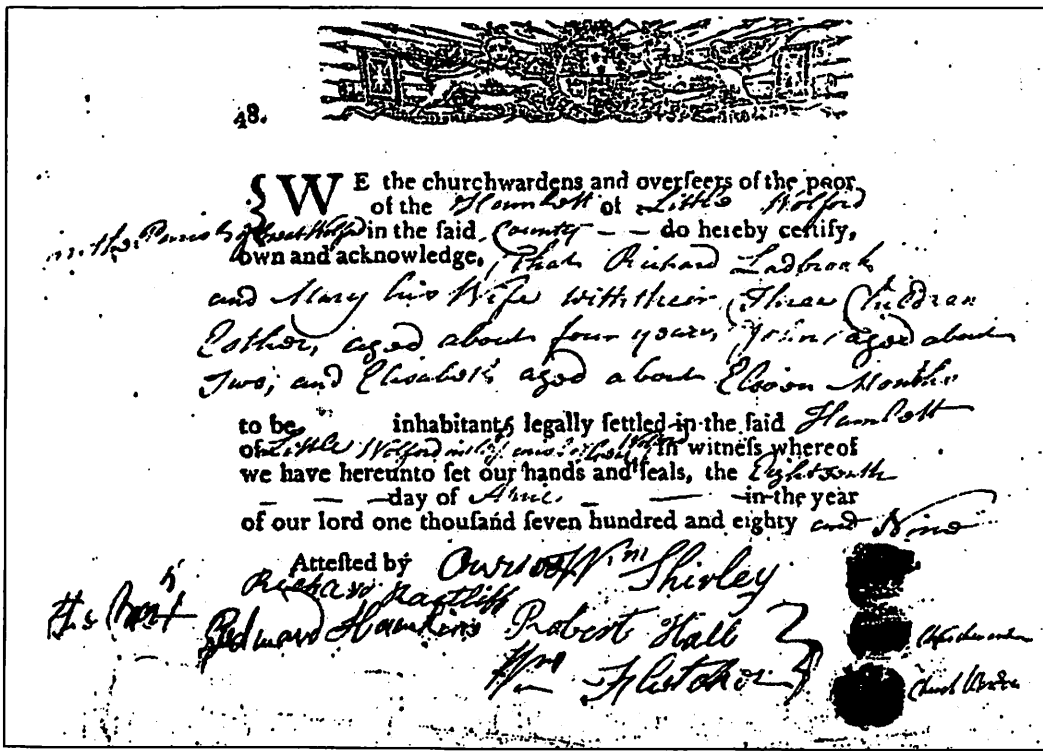 48.
WE the churchwardens and overſeers of the poor
of the Hamlett of Little Wolford
in the Parish of Great Wolford in the ſaid County — — do hereby certify,
own and acknowledge, That Richard Ladbrook
and Mary his Wife with their Three Children
Esther, aged about four years, John aged about
Two; and Elisabeth aged about Eleven Months
to be inhabitants legally ſettled in the ſaid Hamlett
of Little Wolford in witneſs whereof
we have hereunto ſet our hands and ſeals, the Eighteenth
— — — day of April — — in the year
of our lord one thouſand ſeven hundred and eighty and Nine
Atteſted by Overseer Wm Shirley
Richard Ratliff
His Mark Edward Hawkins Robert Hall
Wm Fletcher Church Warden